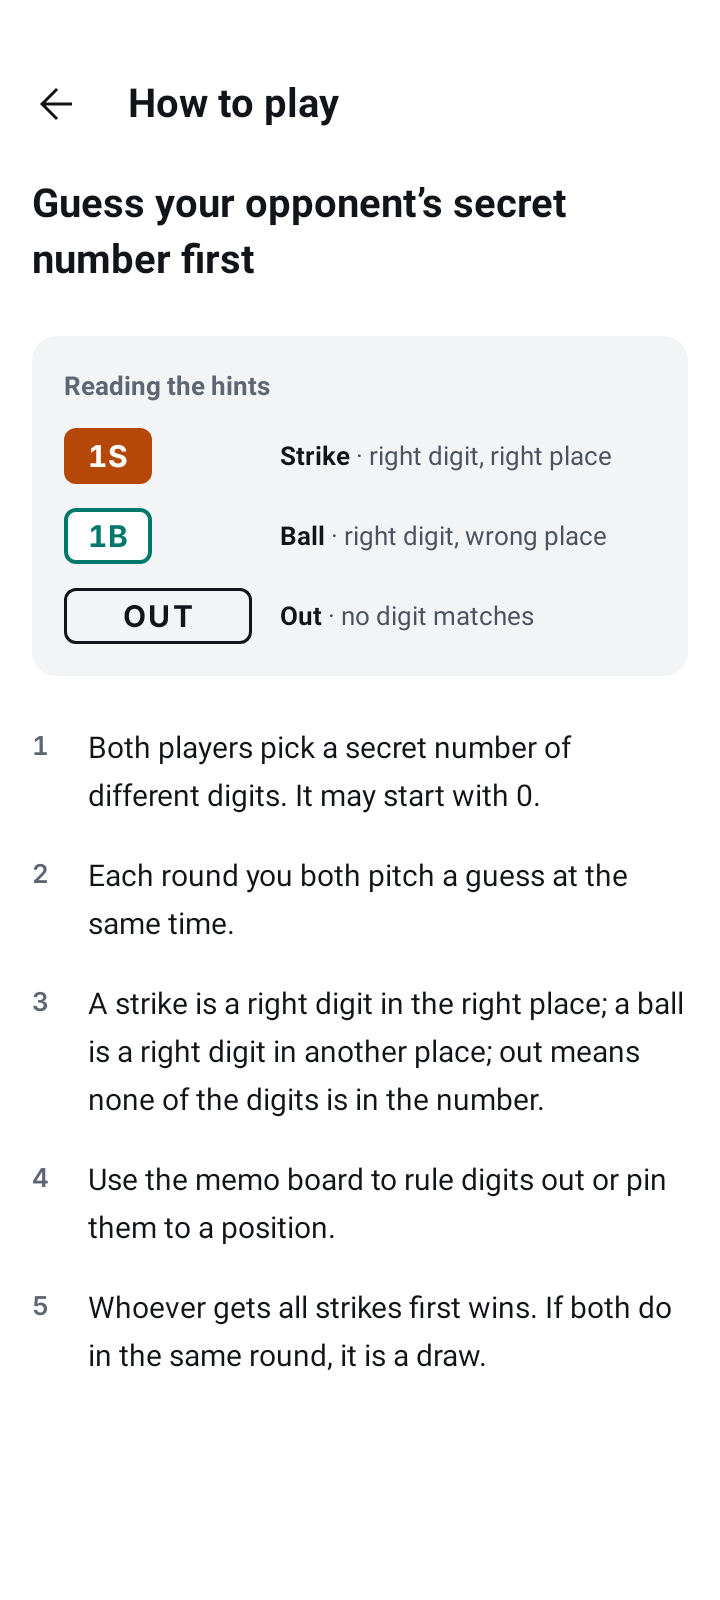 How to play
Guess your opponent’s secret
number first
Reading the hints
1S Strike · right digit, right place
1B Ball · right digit, wrong place
OUT Out · no digit matches
1 Both players pick a secret number of
different digits. It may start with 0.
2 Each round you both pitch a guess at the
same time.
3 A strike is a right digit in the right place; a ball
is a right digit in another place; out means
none of the digits is in the number.
4 Use the memo board to rule digits out or pin
them to a position.
5 Whoever gets all strikes first wins. If both do
in the same round, it is a draw.